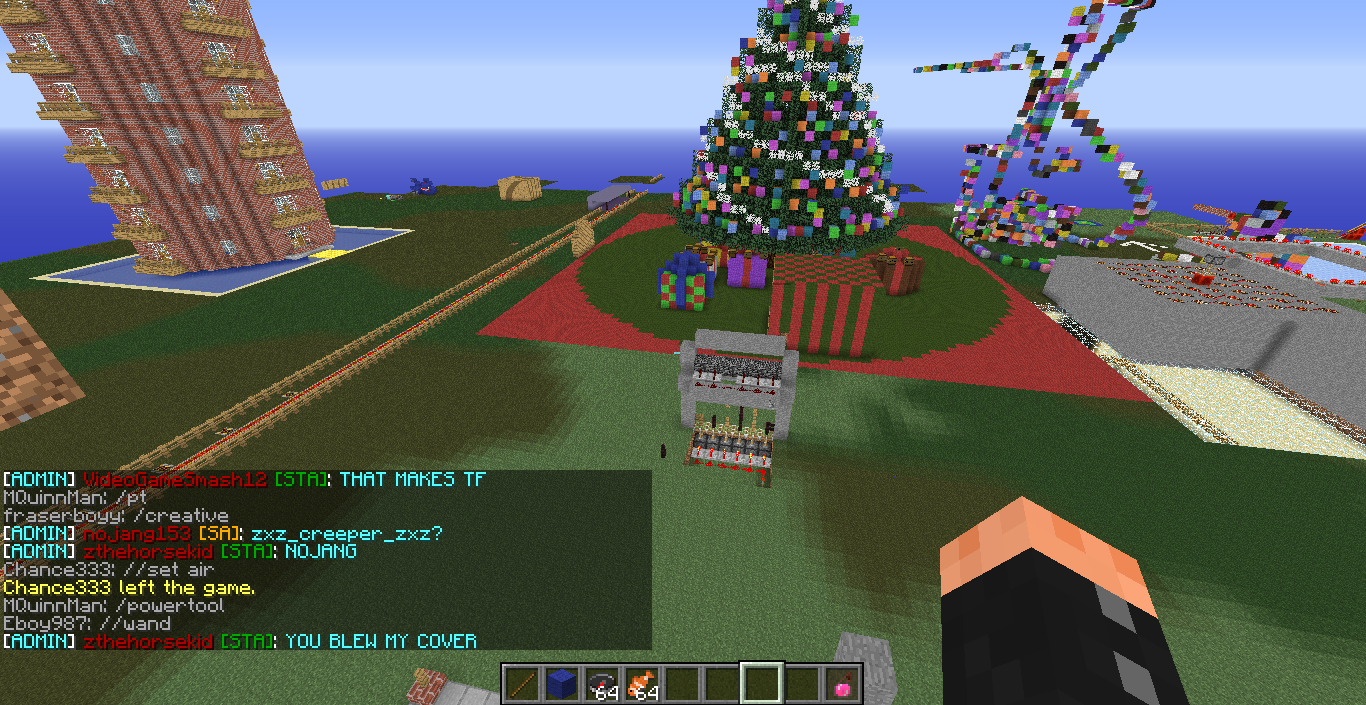 [ADMIN] VideoGameSmash12 [STA]: THAT MAKES TF
MQuinnMan: /pt
fraserboyy: /creative
[ADMIN] nojang153 [SA]: zxz_creeper_zxz?
[ADMIN] zthehorsekid [STA]: NOJANG
Chance333: //set air
Chance333 left the game.
MQuinnMan: /powertool
Eboy987: //wand
[ADMIN] zthehorsekid [STA]: YOU BLEW MY COVER
64 64